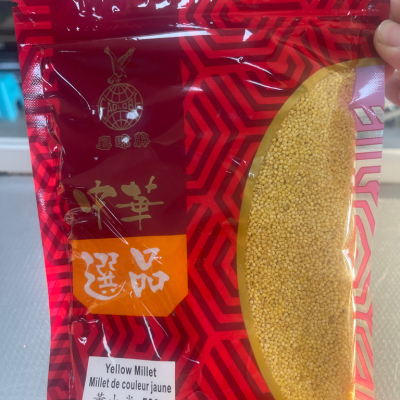 中華
選品
Yellow Millet
Millet de couleur jaune